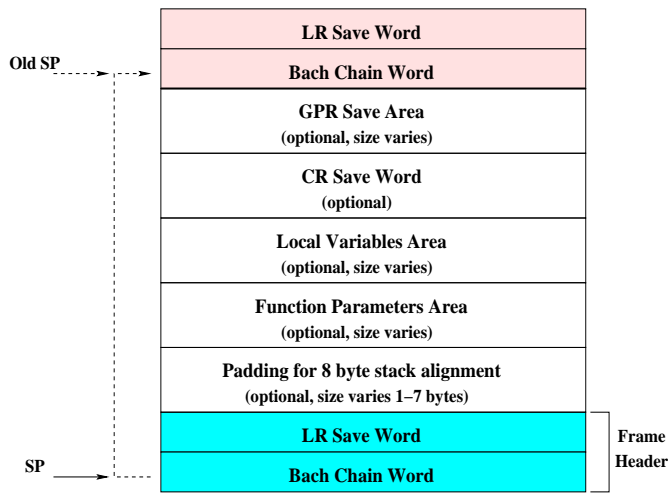 LR Save Word
Old SP
Bach Chain Word
GPR Save Area
(optional, size varies)
CR Save Word
(optional)
Local Variables Area
(optional, size varies)
Function Parameters Area
(optional, size varies)
Padding for 8 byte stack alignment
(optional, size varies 1–7 bytes)
LR Save Word
Frame
Header
SP
Bach Chain Word